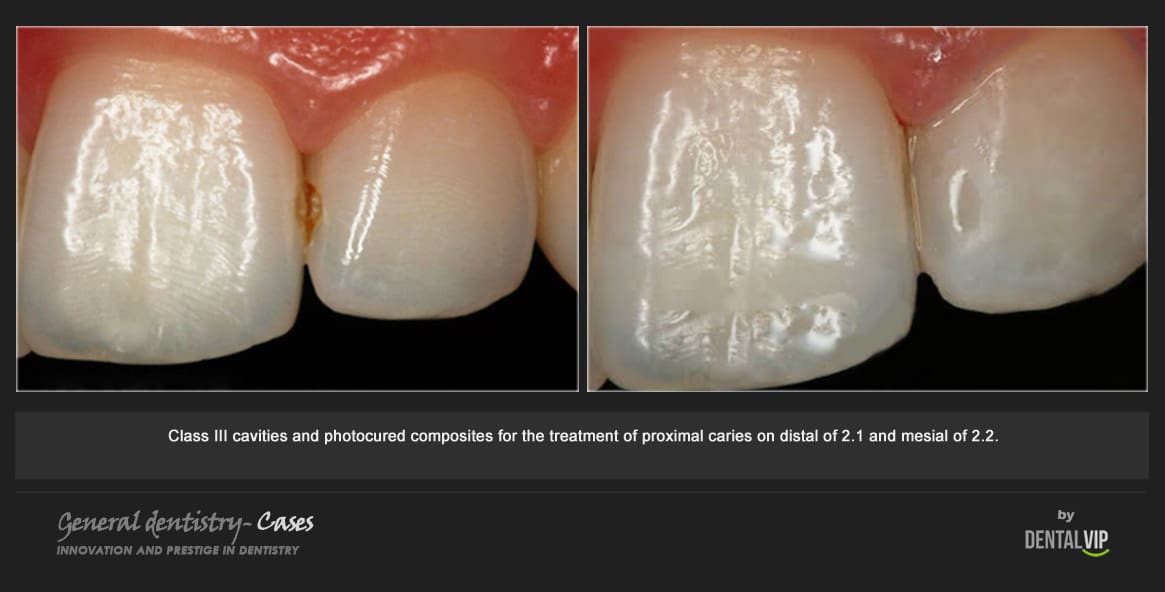 Class III cavities and photocured composites for the treatment of proximal caries on distal of 2.1 and mesial of 2.2.
General dentistry- Cases
INNOVATION AND PRESTIGE IN DENTISTRY
by
DENTALVIP